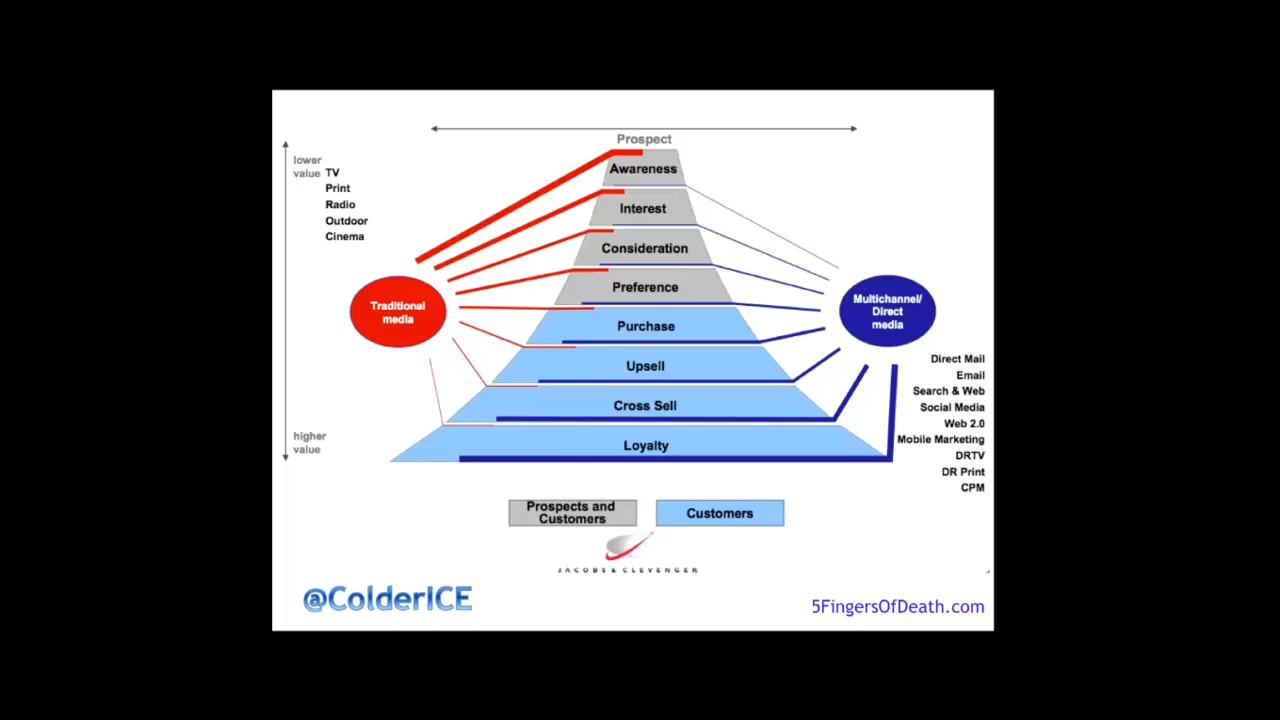 Prospect
lower
value
TV
Print
Radio
Outdoor
Cinema
Awareness
Interest
Consideration
Preference
Purchase
Upsell
Cross Sell
Loyalty
Traditional
media
Multichannel/
Direct
media
Direct Mail
Email
Search & Web
Social Media
Web 2.0
Mobile Marketing
DRTV
DR Print
CPM
higher
value
Prospects and
Customers
Customers
JACOBS & CLEVENGER
@ColderICE
5FingersOfDeath.com